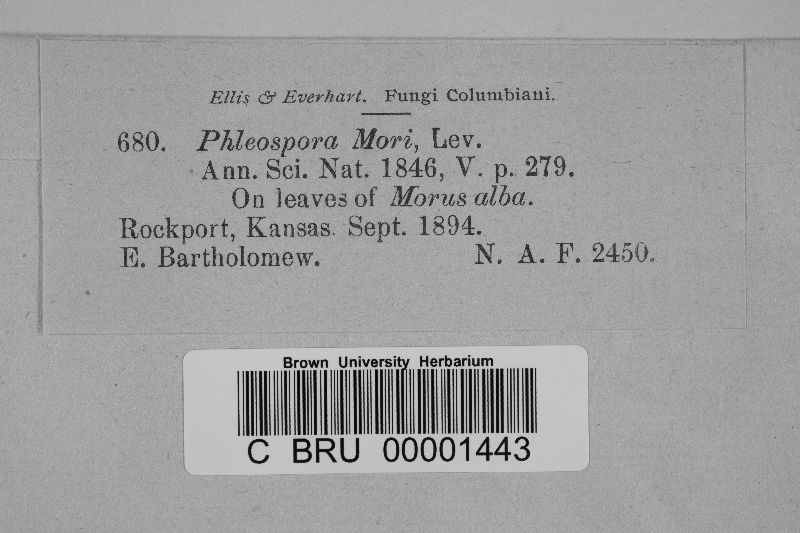 Ellis & Everhart. Fungi Columbiani.
680. Phleospora Mori, Lev.
Ann. Sci. Nat. 1846, V. p. 279.
On leaves of Morus alba.
Rockport, Kansas. Sept. 1894.
E. Bartholomew. N. A. F. 2450.
Brown University Herbarium
C BRU 00001443